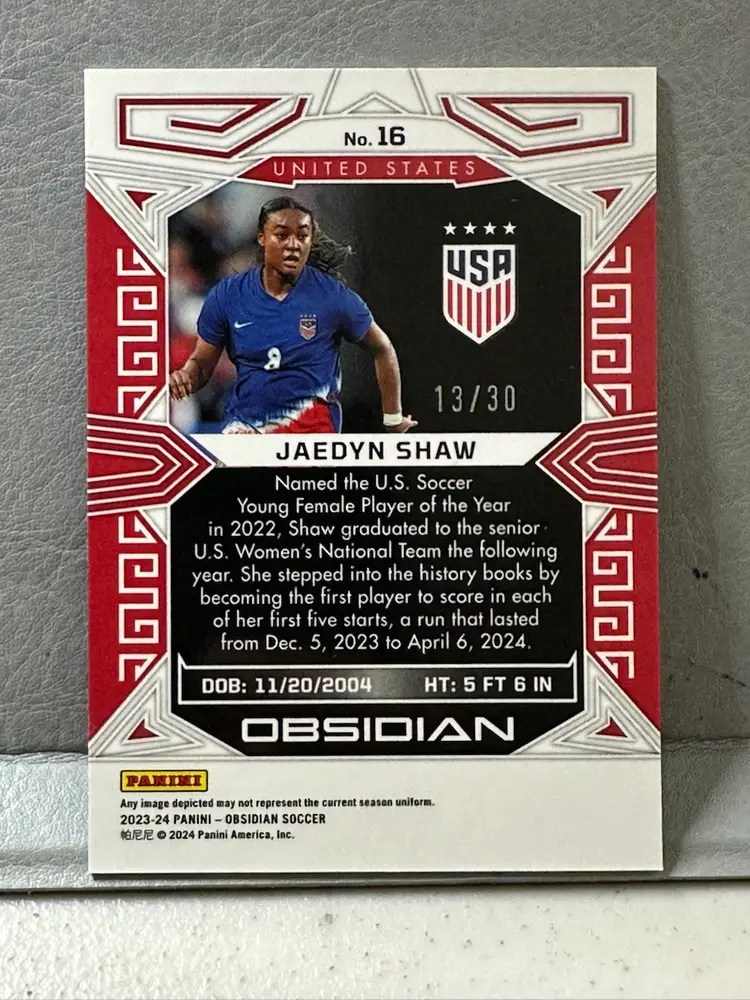 No. 16
UNITED STATES
USA
8
13/30
JAEDYN SHAW
Named the U.S. Soccer
Young Female Player of the Year
in 2022, Shaw graduated to the senior
U.S. Women's National Team the following
year. She stepped into the history books by
becoming the first player to score in each
of her first five starts, a run that lasted
from Dec. 5, 2023 to April 6, 2024.
DOB: 11/20/2004 HT: 5 FT 6 IN
OBSIDIAN
PANINI
Any image depicted may not represent the current season uniform.
2023-24 PANINI – OBSIDIAN SOCCER
帕尼尼 © 2024 Panini America, Inc.